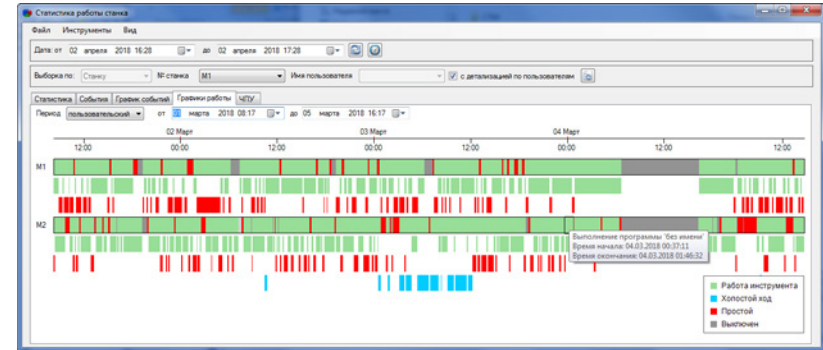 Статистика работы станка
Файл Инструменты Вид
Дата: от 02 апреля 2018 16:28 до 02 апреля 2018 17:28
Выборка по: Станку № станка M1 Имя пользователя с детализацией по пользователям
Статистика События График событий Графики работы ЧПУ
Период пользовательский от 01 марта 2018 08:17 до 05 марта 2018 16:17
02 Март 03 Март 04 Март
12:00 00:00 12:00 00:00 12:00 00:00 12:00 12:00
M1
M2
Выполнение программы 'без имени'
Время начала: 04.03.2018 00:37:11
Время окончания: 04.03.2018 01:46:32
Работа инструмента
Холостой ход
Простой
Выключен